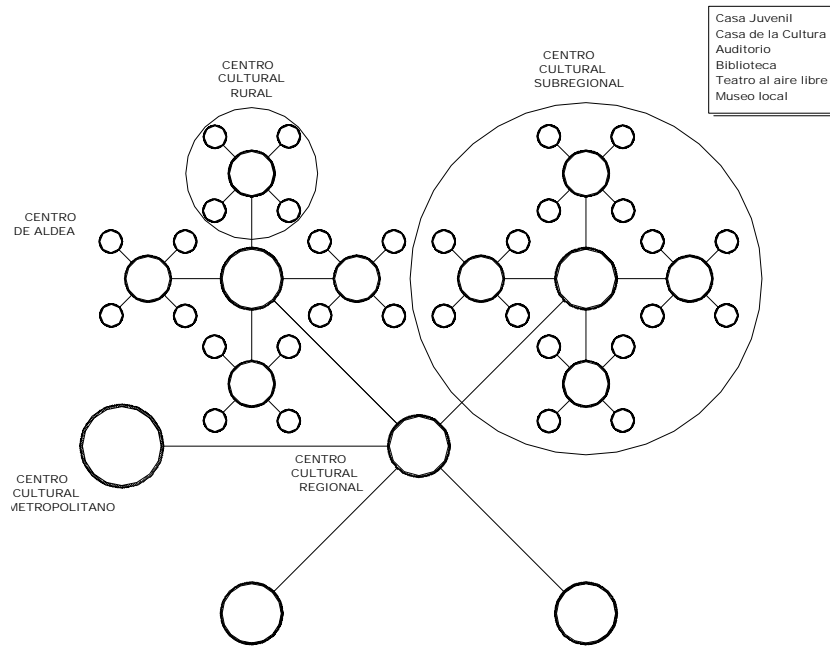 Casa Juvenil
Casa de la Cultura
Auditorio
Biblioteca
Teatro al aire libre
Museo local
CENTRO
CULTURAL
RURAL
CENTRO
CULTURAL
SUBREGIONAL
CENTRO
DE ALDEA
CENTRO
CULTURAL
REGIONAL
CENTRO
CULTURAL
METROPOLITANO